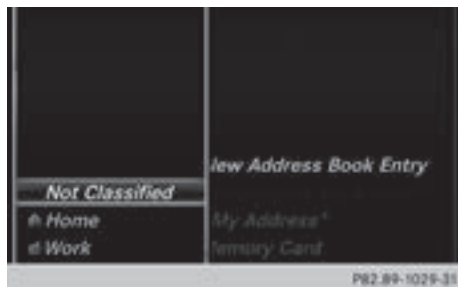 lew Address Book Entry
Not Classified
Home
My Address"
Work
lemory Card
P82.89-1029-31